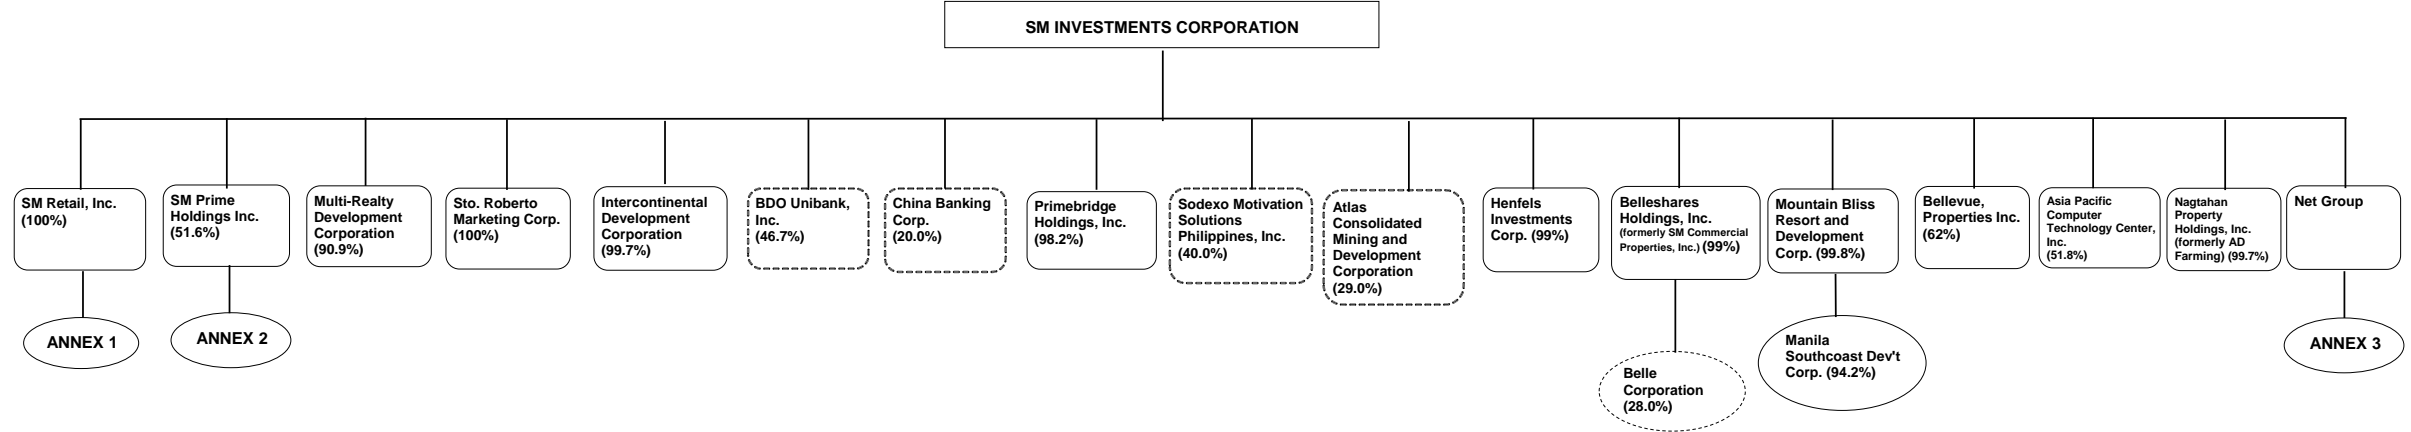 SM INVESTMENTS CORPORATION
SM Retail, Inc.
(100%)
SM Prime
Holdings Inc.
(51.6%)
Multi-Realty
Development
Corporation
(90.9%)
Sto. Roberto
Marketing Corp.
(100%)
Intercontinental
Development
Corporation
(99.7%)
BDO Unibank,
Inc.
(46.7%)
China Banking
Corp.
(20.0%)
Primebridge
Holdings, Inc.
(98.2%)
Sodexo Motivation
Solutions
Philippines, Inc.
(40.0%)
Atlas
Consolidated
Mining and
Development
Corporation
(29.0%)
Henfels
Investments
Corp. (99%)
Belleshares
Holdings, Inc.
(formerly SM Commercial
Properties, Inc.) (99%)
Mountain Bliss
Resort and
Development
Corp. (99.8%)
Bellevue,
Properties Inc.
(62%)
Asia Pacific
Computer
Technology Center,
Inc.
(51.8%)
Nagtahan
Property
Holdings, Inc.
(formerly AD
Farming) (99.7%)
Net Group
ANNEX 1
ANNEX 2
Belle
Corporation
(28.0%)
Manila
Southcoast Dev't
Corp. (94.2%)
ANNEX 3